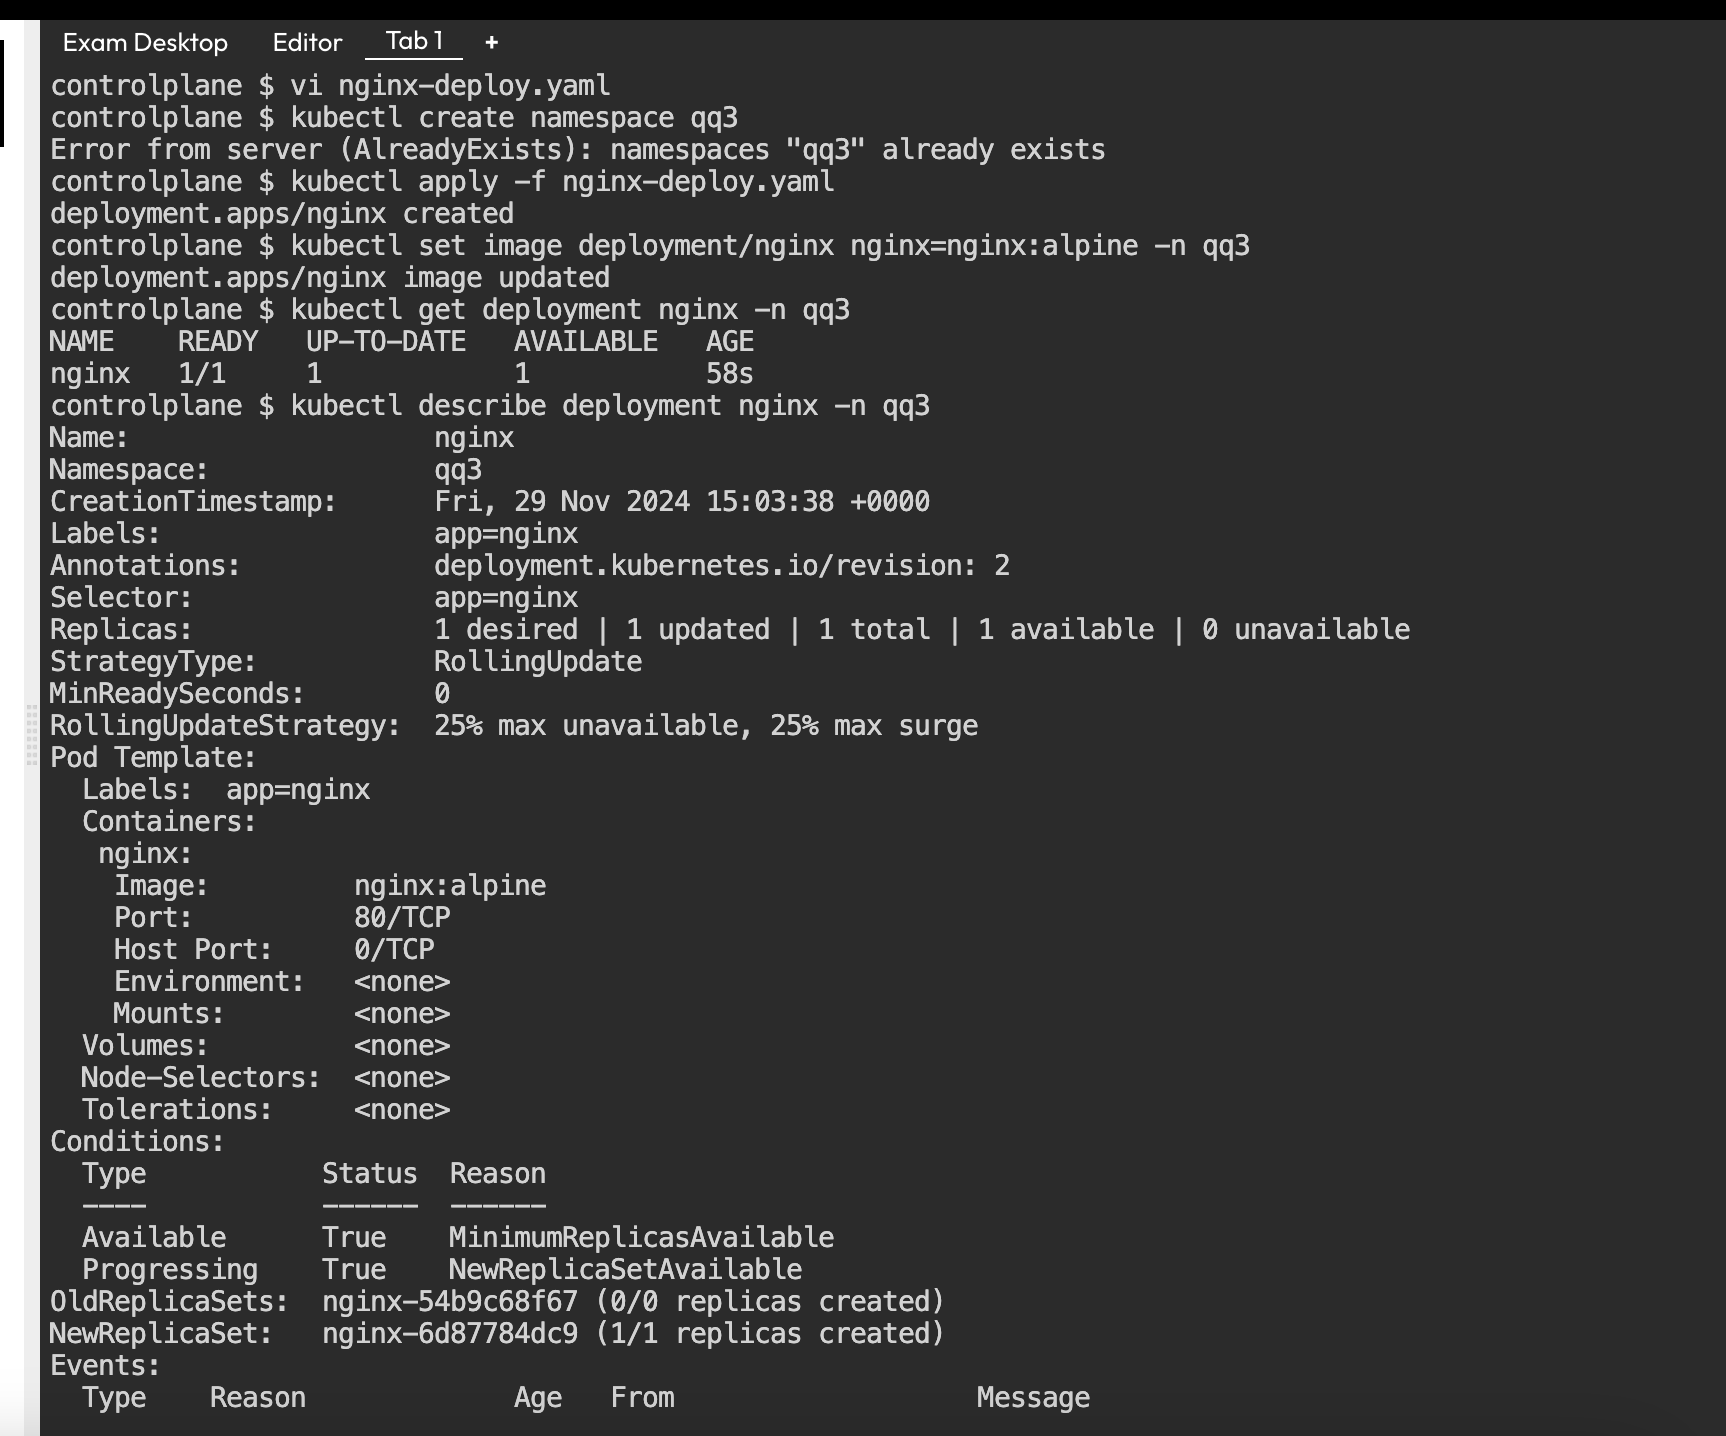 Exam Desktop Editor Tab 1 +
controlplane $ vi nginx-deploy.yaml
controlplane $ kubectl create namespace qq3
Error from server (AlreadyExists): namespaces "qq3" already exists
controlplane $ kubectl apply -f nginx-deploy.yaml
deployment.apps/nginx created
controlplane $ kubectl set image deployment/nginx nginx=nginx:alpine -n qq3
deployment.apps/nginx image updated
controlplane $ kubectl get deployment nginx -n qq3
NAME    READY   UP-TO-DATE   AVAILABLE   AGE
nginx   1/1     1            1           58s
controlplane $ kubectl describe deployment nginx -n qq3
Name:                   nginx
Namespace:              qq3
CreationTimestamp:      Fri, 29 Nov 2024 15:03:38 +0000
Labels:                 app=nginx
Annotations:            deployment.kubernetes.io/revision: 2
Selector:               app=nginx
Replicas:               1 desired | 1 updated | 1 total | 1 available | 0 unavailable
StrategyType:           RollingUpdate
MinReadySeconds:        0
RollingUpdateStrategy:  25% max unavailable, 25% max surge
Pod Template:
  Labels:  app=nginx
  Containers:
   nginx:
    Image:         nginx:alpine
    Port:          80/TCP
    Host Port:     0/TCP
    Environment:   <none>
    Mounts:        <none>
  Volumes:         <none>
  Node-Selectors:  <none>
  Tolerations:     <none>
Conditions:
  Type           Status  Reason
  ----           ------  ------
  Available      True    MinimumReplicasAvailable
  Progressing    True    NewReplicaSetAvailable
OldReplicaSets:  nginx-54b9c68f67 (0/0 replicas created)
NewReplicaSet:   nginx-6d87784dc9 (1/1 replicas created)
Events:
  Type    Reason             Age   From                   Message